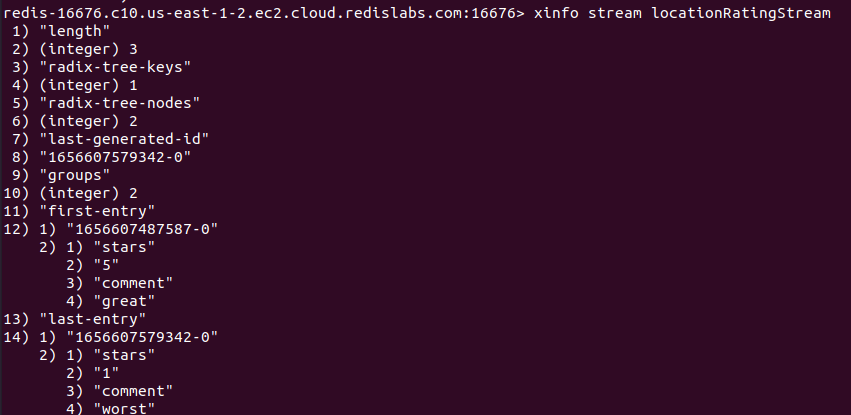 redis-16676.c10.us-east-1-2.ec2.cloud.redislabs.com:16676> xinfo stream locationRatingStream
 1) "length"
 2) (integer) 3
 3) "radix-tree-keys"
 4) (integer) 1
 5) "radix-tree-nodes"
 6) (integer) 2
 7) "last-generated-id"
 8) "1656607579342-0"
 9) "groups"
10) (integer) 2
11) "first-entry"
12) 1) "1656607487587-0"
    2) 1) "stars"
       2) "5"
       3) "comment"
       4) "great"
13) "last-entry"
14) 1) "1656607579342-0"
    2) 1) "stars"
       2) "1"
       3) "comment"
       4) "worst"